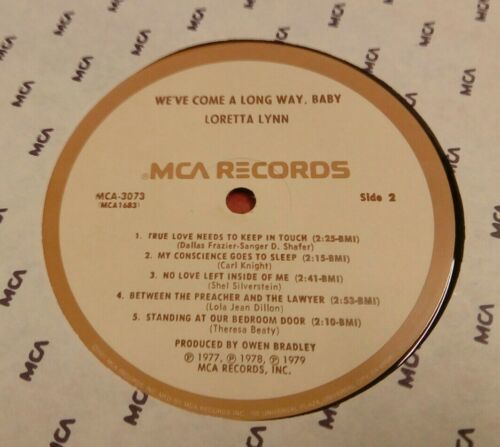 WE'VE COME A LONG WAY, BABY
LORETTA LYNN
MCA RECORDS
MCA-3073
(MCA1683)
Side 2
1. TRUE LOVE NEEDS TO KEEP IN TOUCH (2:25-BMI)
(Dallas Frazier-Sanger D. Shafer)
2. MY CONSCIENCE GOES TO SLEEP (2:15-BMI)
(Carl Knight)
3. NO LOVE LEFT INSIDE OF ME (2:41-BMI)
(Shel Silverstein)
4. BETWEEN THE PREACHER AND THE LAWYER (2:53-BMI)
(Lola Jean Dillon)
5. STANDING AT OUR BEDROOM DOOR (2:10-BMI)
(Theresa Beaty)
PRODUCED BY OWEN BRADLEY
℗ 1977, ℗ 1978, ℗ 1979
MCA RECORDS, INC.
MCA
MCA
MCA
MCA
MCA
MCA
MCA
MCA
MCA
MCA
MCA